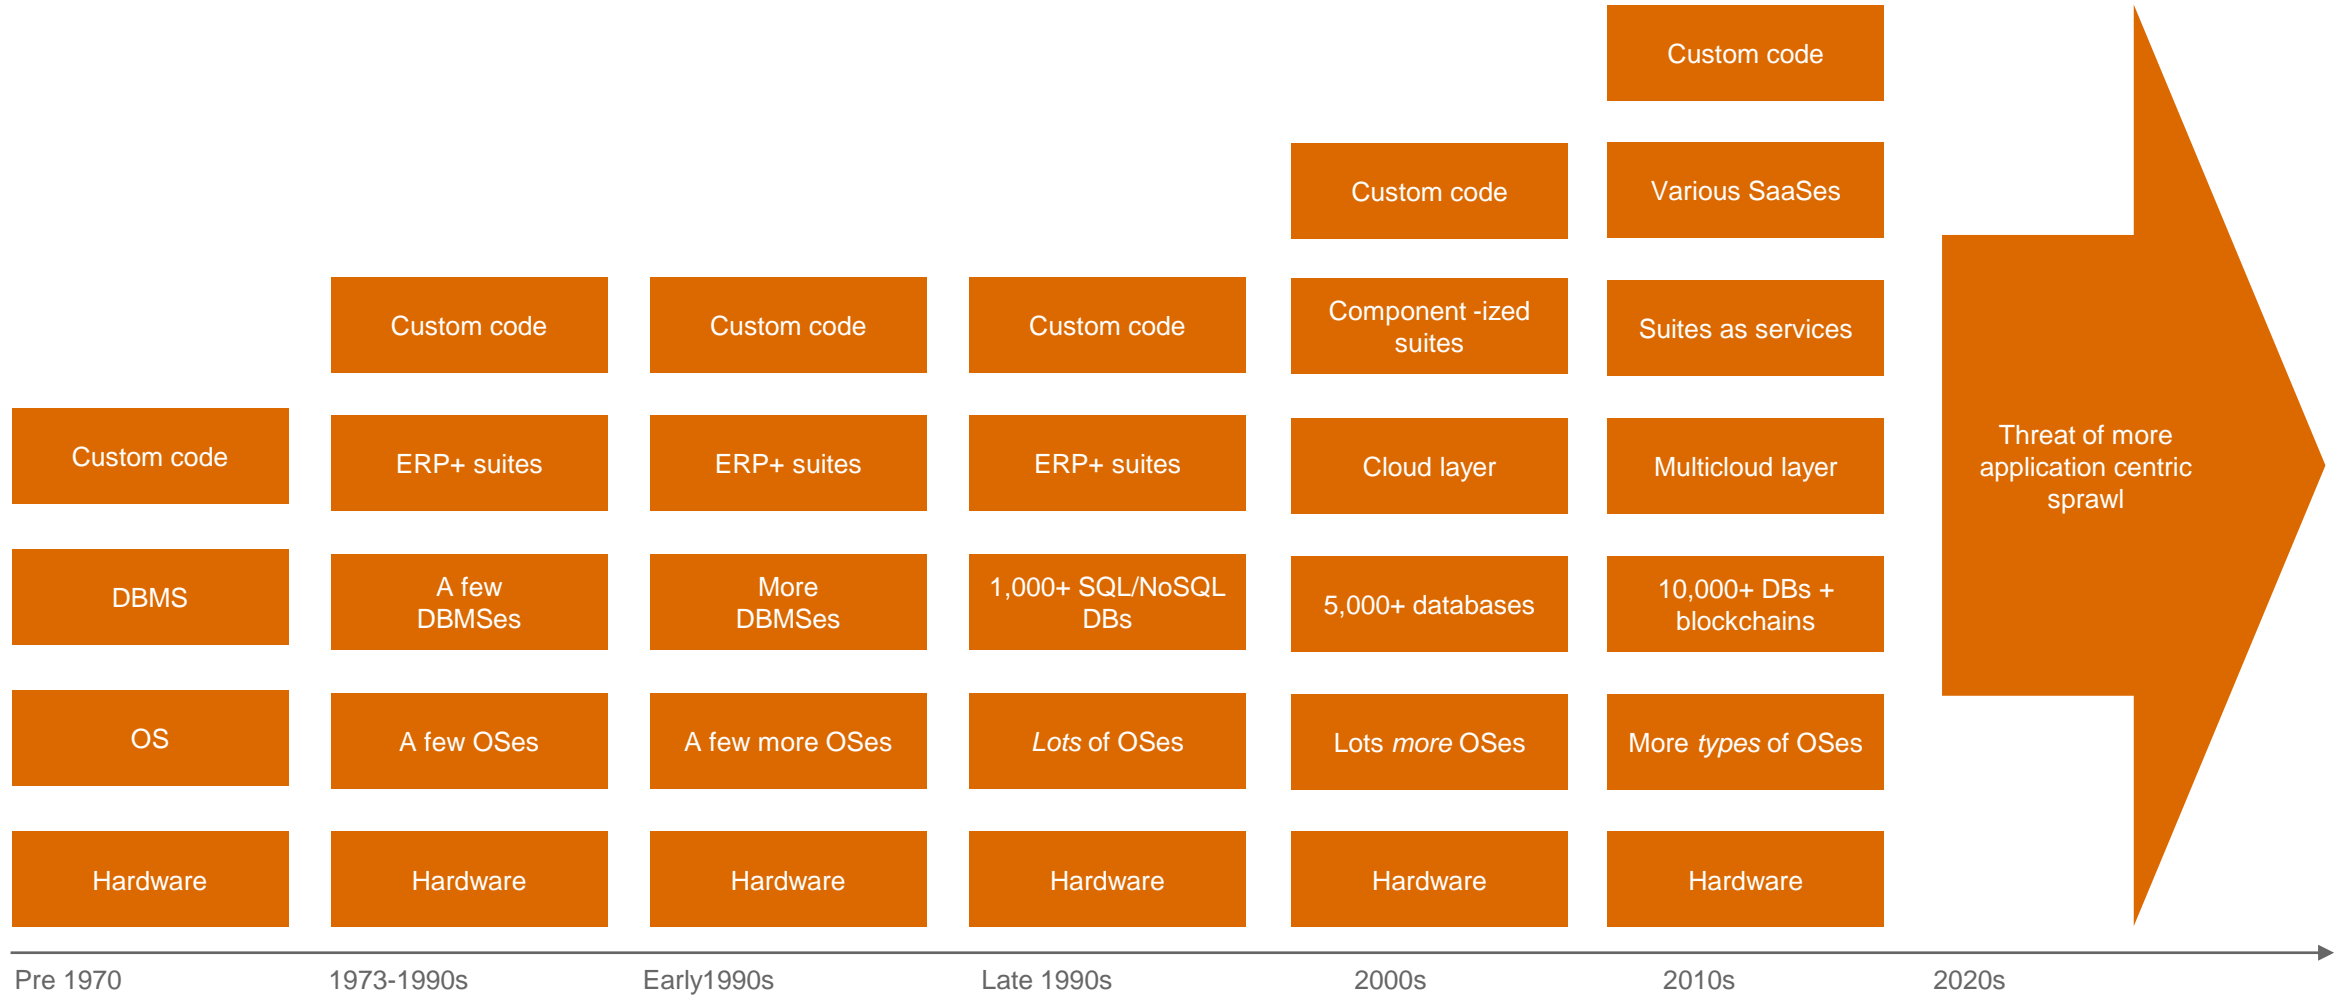 Custom code
Custom code
Various SaaSes
Custom code
Custom code
Custom code
Component -ized
suites
Suites as services
Custom code
ERP+ suites
ERP+ suites
ERP+ suites
Cloud layer
Multicloud layer
Threat of more
application centric
sprawl
DBMS
A few
DBMSes
More
DBMSes
1,000+ SQL/NoSQL
DBs
5,000+ databases
10,000+ DBs +
blockchains
OS
A few OSes
A few more OSes
Lots of OSes
Lots more OSes
More types of OSes
Hardware
Hardware
Hardware
Hardware
Hardware
Hardware
Pre 1970
1973-1990s
Early1990s
Late 1990s
2000s
2010s
2020s